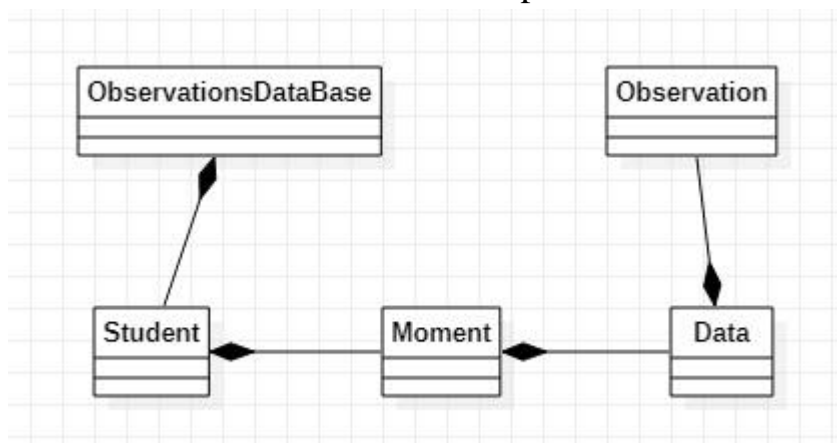 ObservationsDataBase
Observation
Student
Moment
Data